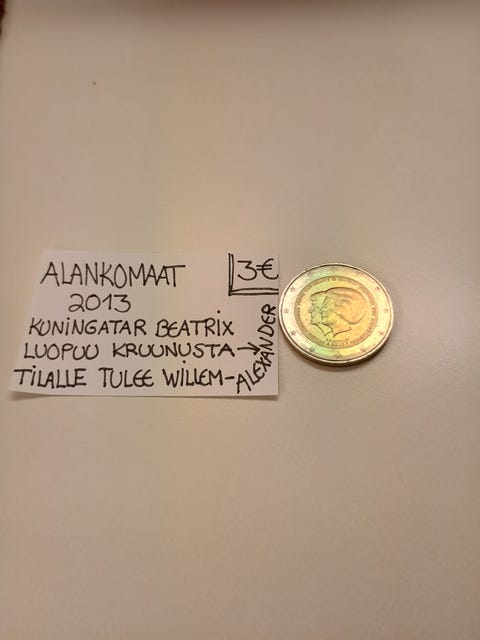 ALANKOMAAT
3€
2013
KUNINGATAR BEATRIX
LUOPUU KRUUNUSTA→
TILALLE TULEE WILLEM-ALEXANDER